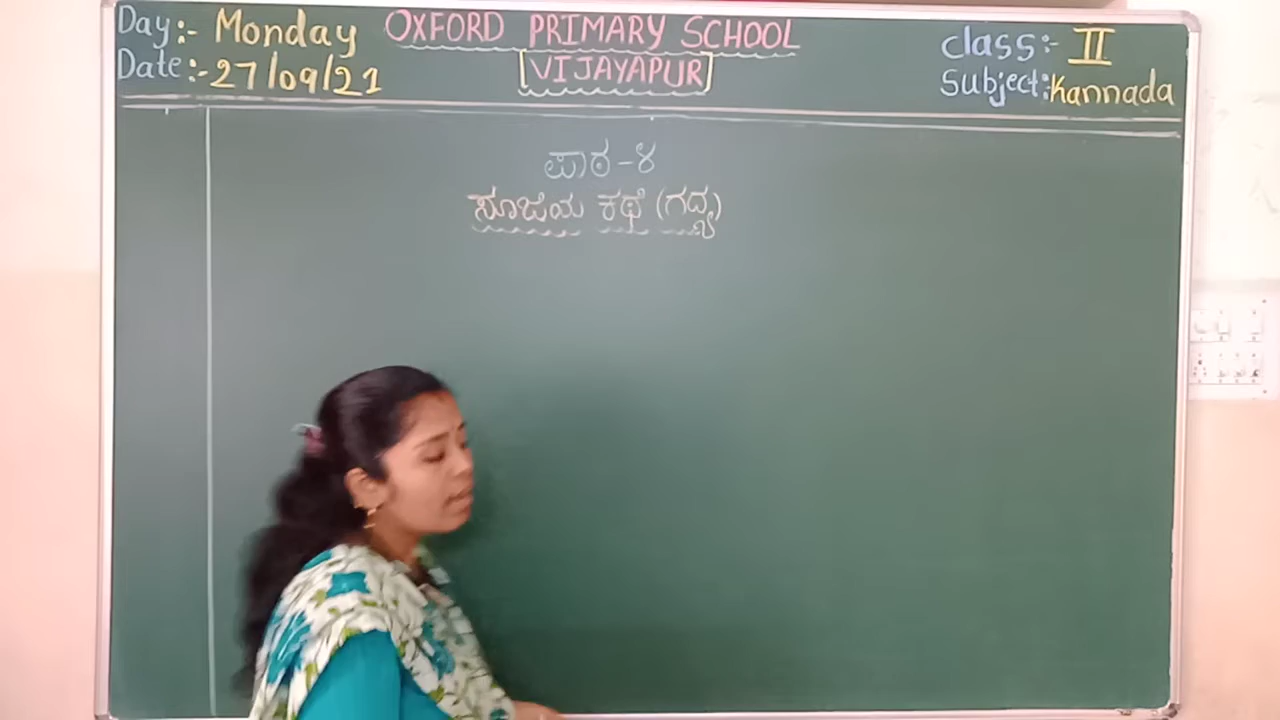 Day:- Monday
OXFORD PRIMARY SCHOOL
class:- II
Date:-27/09/21
[VIJAYAPUR]
Subject:Kannada
ಪಾಠ-೪
ಸೂಜಿಯ ಕಥೆ (ಗದ್ಯ)